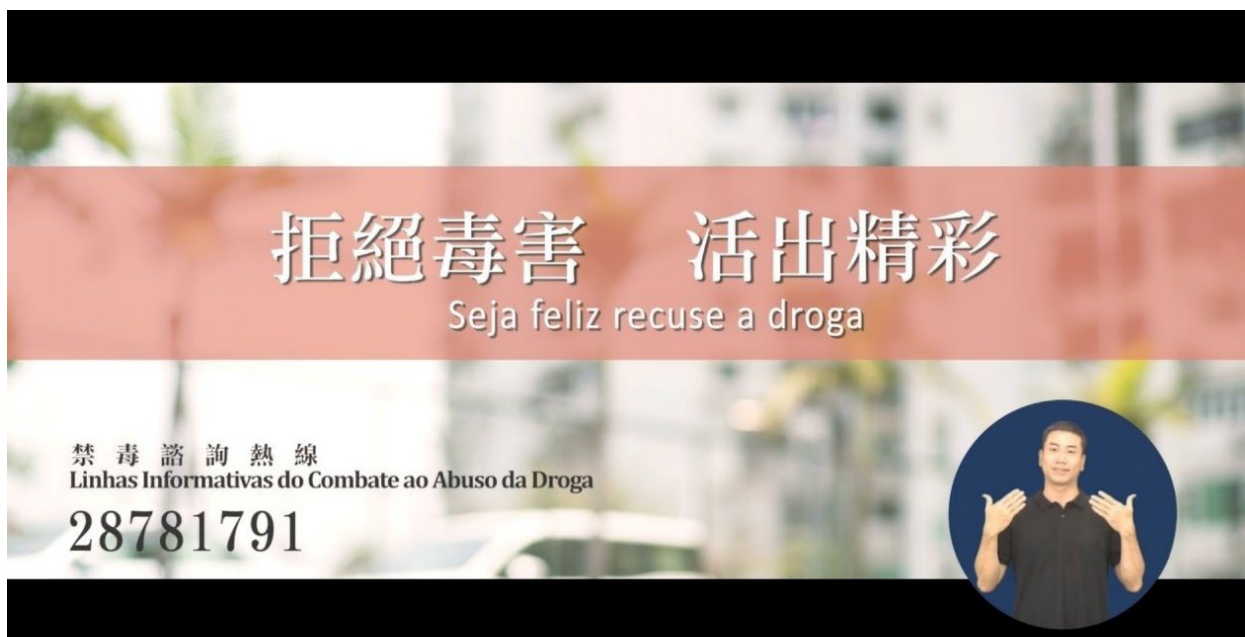 拒絕毒害 活出精彩
Seja feliz recuse a droga
禁毒諮詢熱線
Linhas Informativas do Combate ao Abuso da Droga
28781791